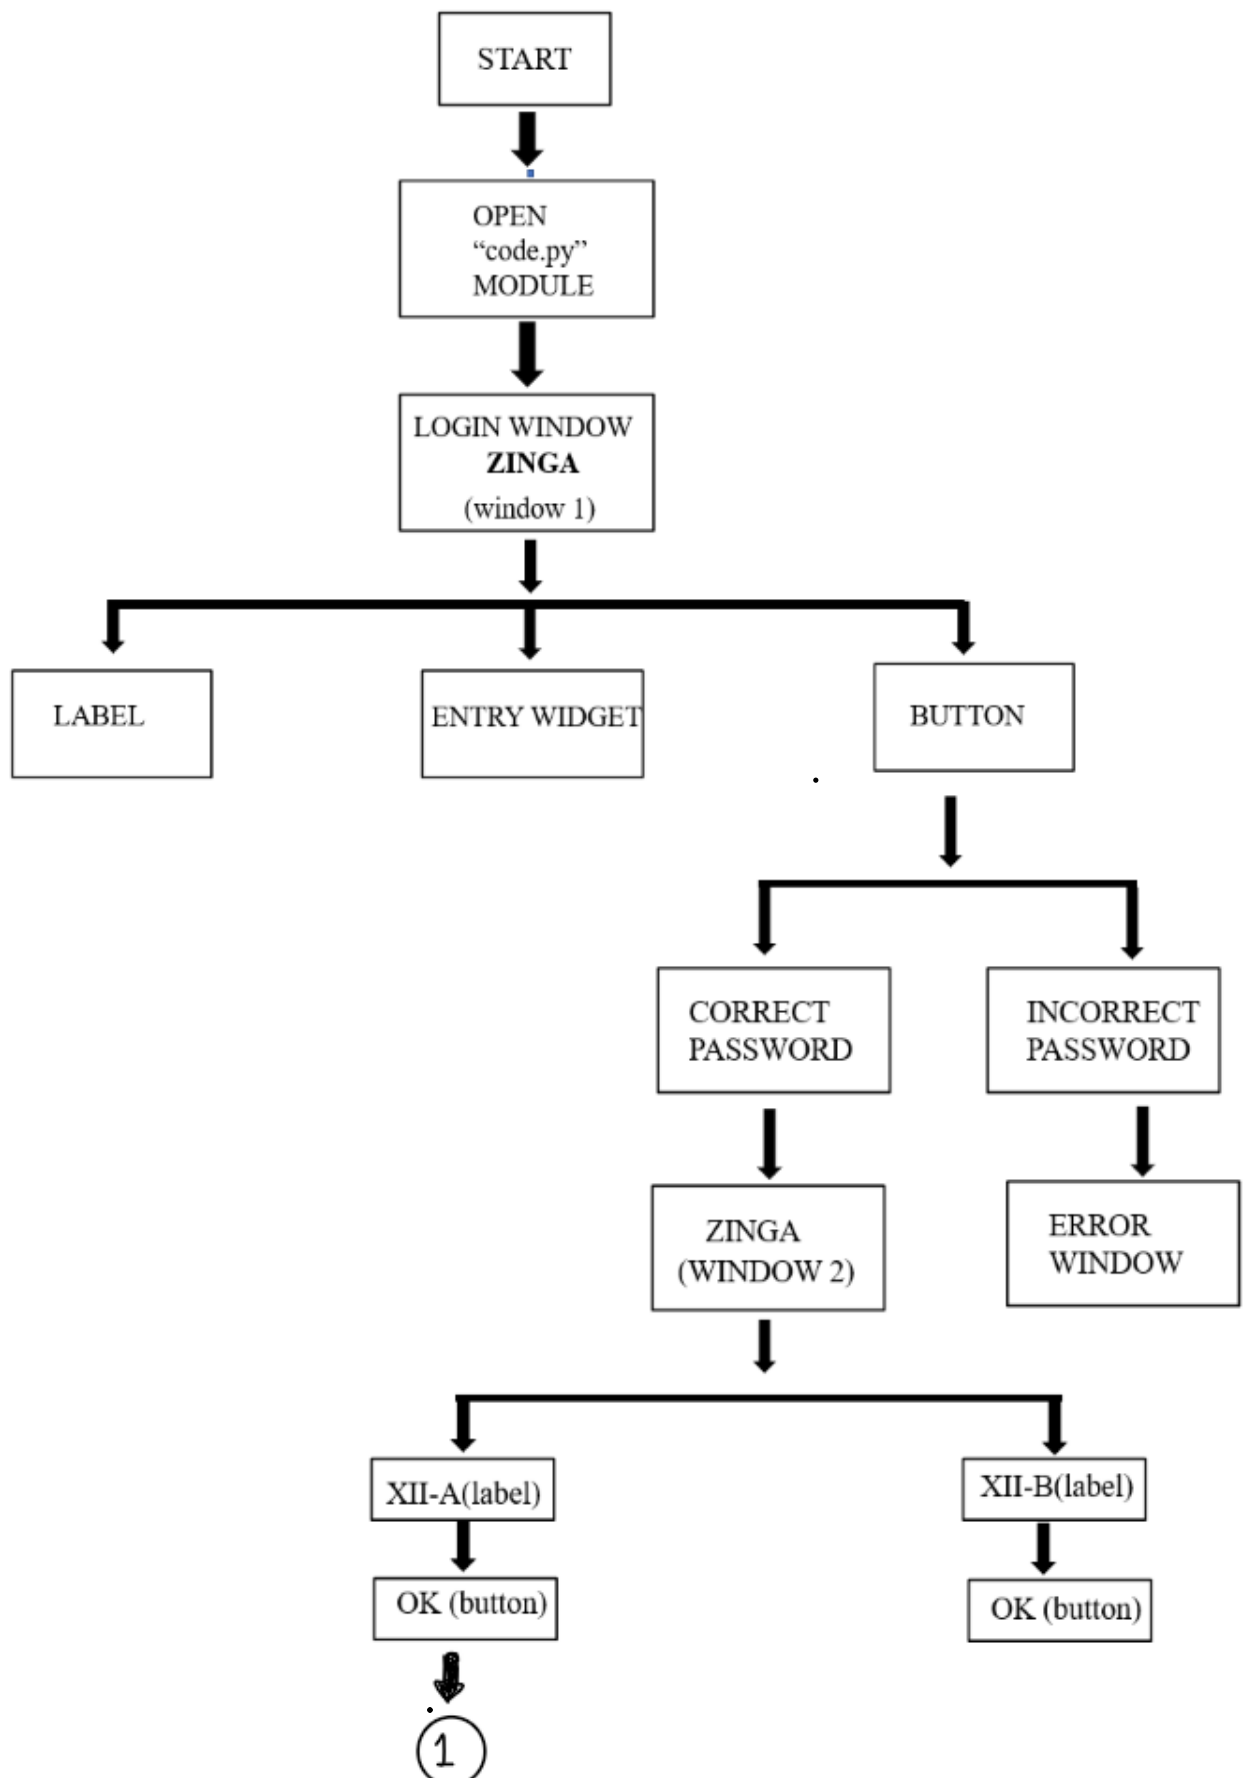 START
OPEN
“code.py”
MODULE
LOGIN WINDOW
ZINGA
(window 1)
LABEL
ENTRY WIDGET
BUTTON
CORRECT
PASSWORD
INCORRECT
PASSWORD
ZINGA
(WINDOW 2)
ERROR
WINDOW
XII-A(label)
XII-B(label)
OK (button)
OK (button)
1